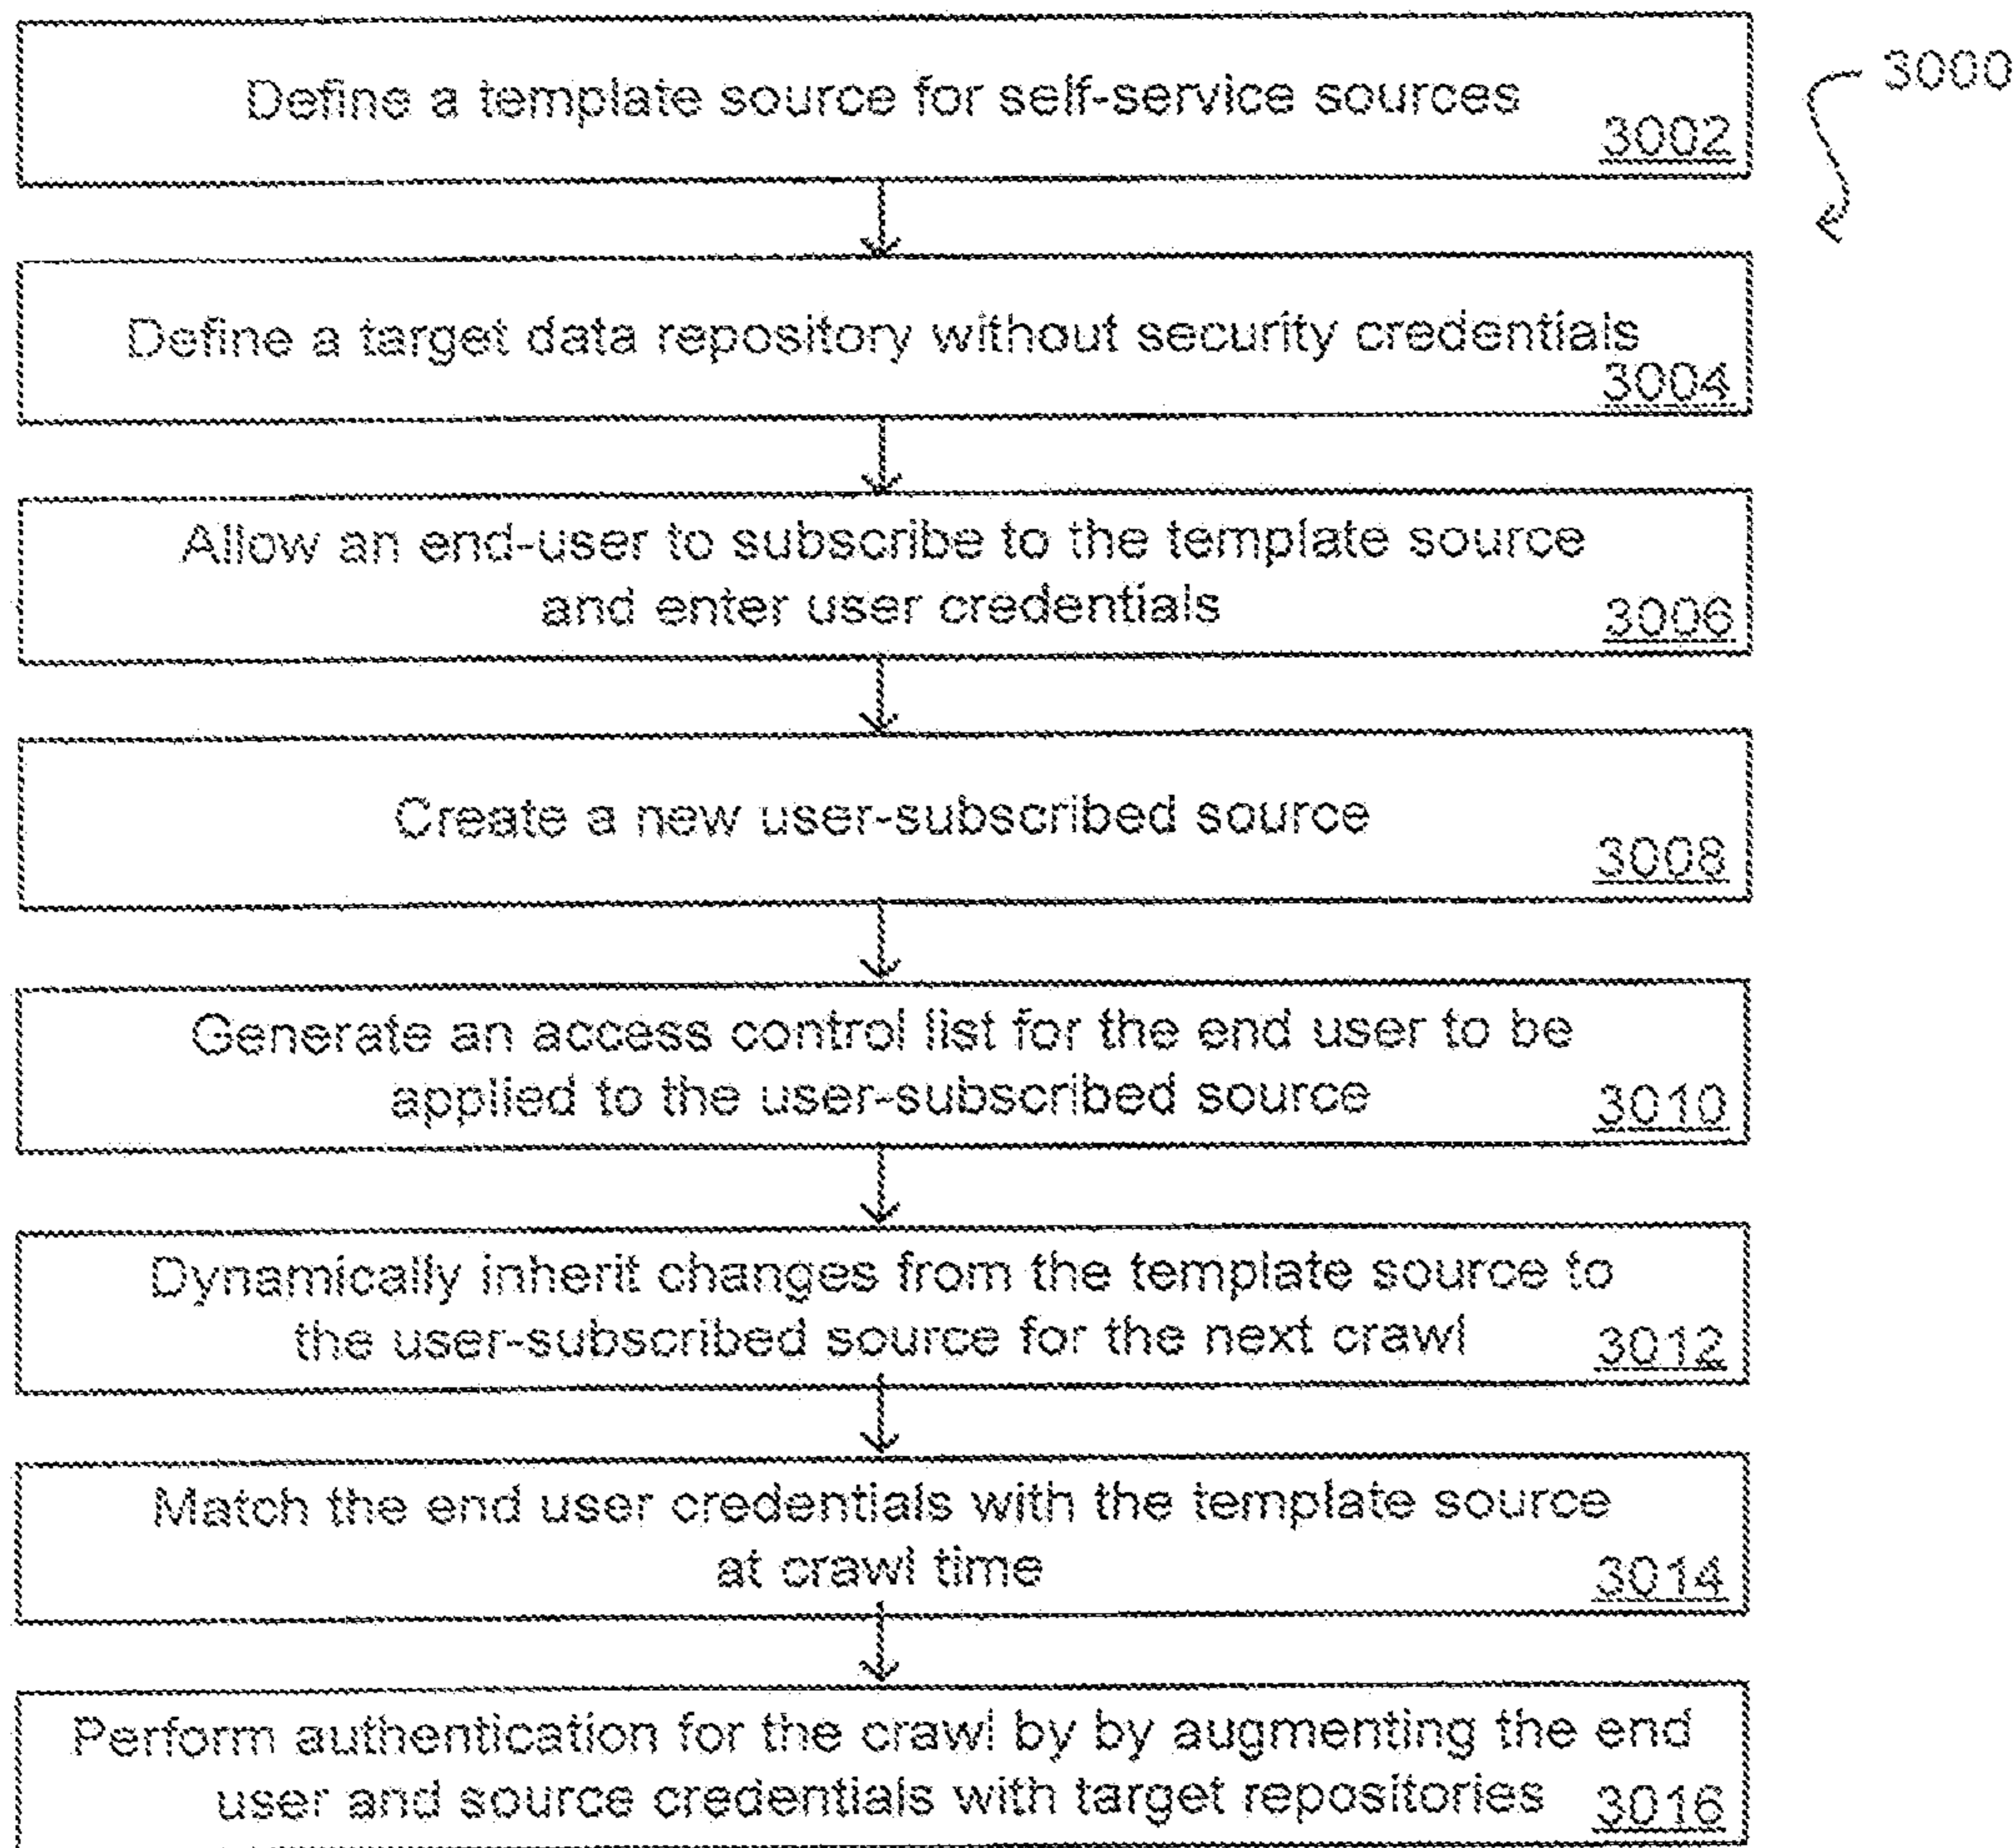 3000
Define a template source for self-service sources
3002
Define a target data repository without security credentials
3004
Allow an end-user to subscribe to the template source
and enter user credentials
3006
Create a new user-subscribed source
3008
Generate an access control list for the end user to be
applied to the user-subscribed source
3010
Dynamically inherit changes from the template source to
the user-subscribed source for the next crawl
3012
Match the end user credentials with the template source
at crawl time
3014
Perform authentication for the crawl by by augmenting the end
user and source credentials with target repositories
3016